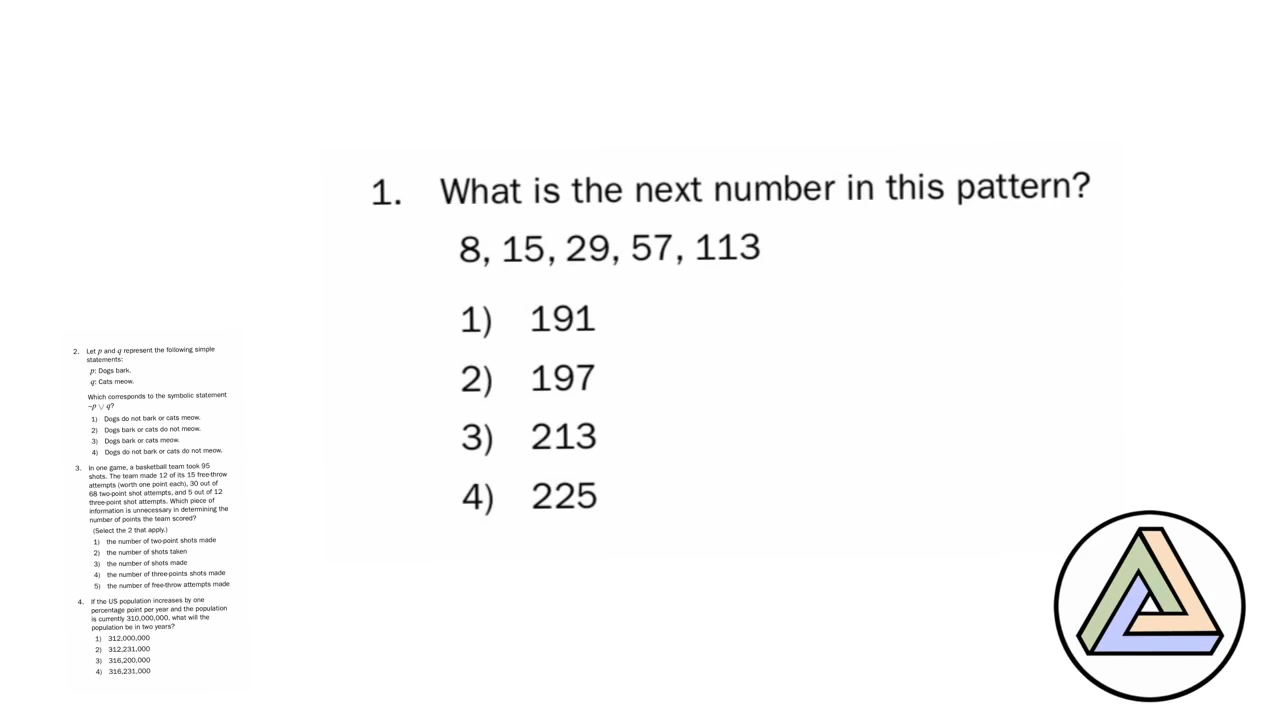 1. What is the next number in this pattern?
8, 15, 29, 57, 113
1) 191
2) 197
3) 213
4) 225
2. Let p and q represent the following simple
statements:
p: Dogs bark.
q: Cats meow.
Which corresponds to the symbolic statement
¬p ∨ q?
1) Dogs do not bark or cats meow.
2) Dogs bark or cats do not meow.
3) Dogs bark or cats meow.
4) Dogs do not bark or cats do not meow.
3. In one game, a basketball team took 95
shots. The team made 12 of its 15 free-throw
attempts (worth one point each), 30 out of
68 two-point shot attempts, and 5 out of 12
three-point shot attempts. Which piece of
information is unnecessary in determining the
number of points the team scored?
(Select the 2 that apply.)
1) the number of two-point shots made
2) the number of shots taken
3) the number of shots made
4) the number of three-points shots made
5) the number of free-throw attempts made
4. If the US population increases by one
percentage point per year and the population
is currently 310,000,000, what will the
population be in two years?
1) 312,000,000
2) 312,231,000
3) 316,200,000
4) 316,231,000